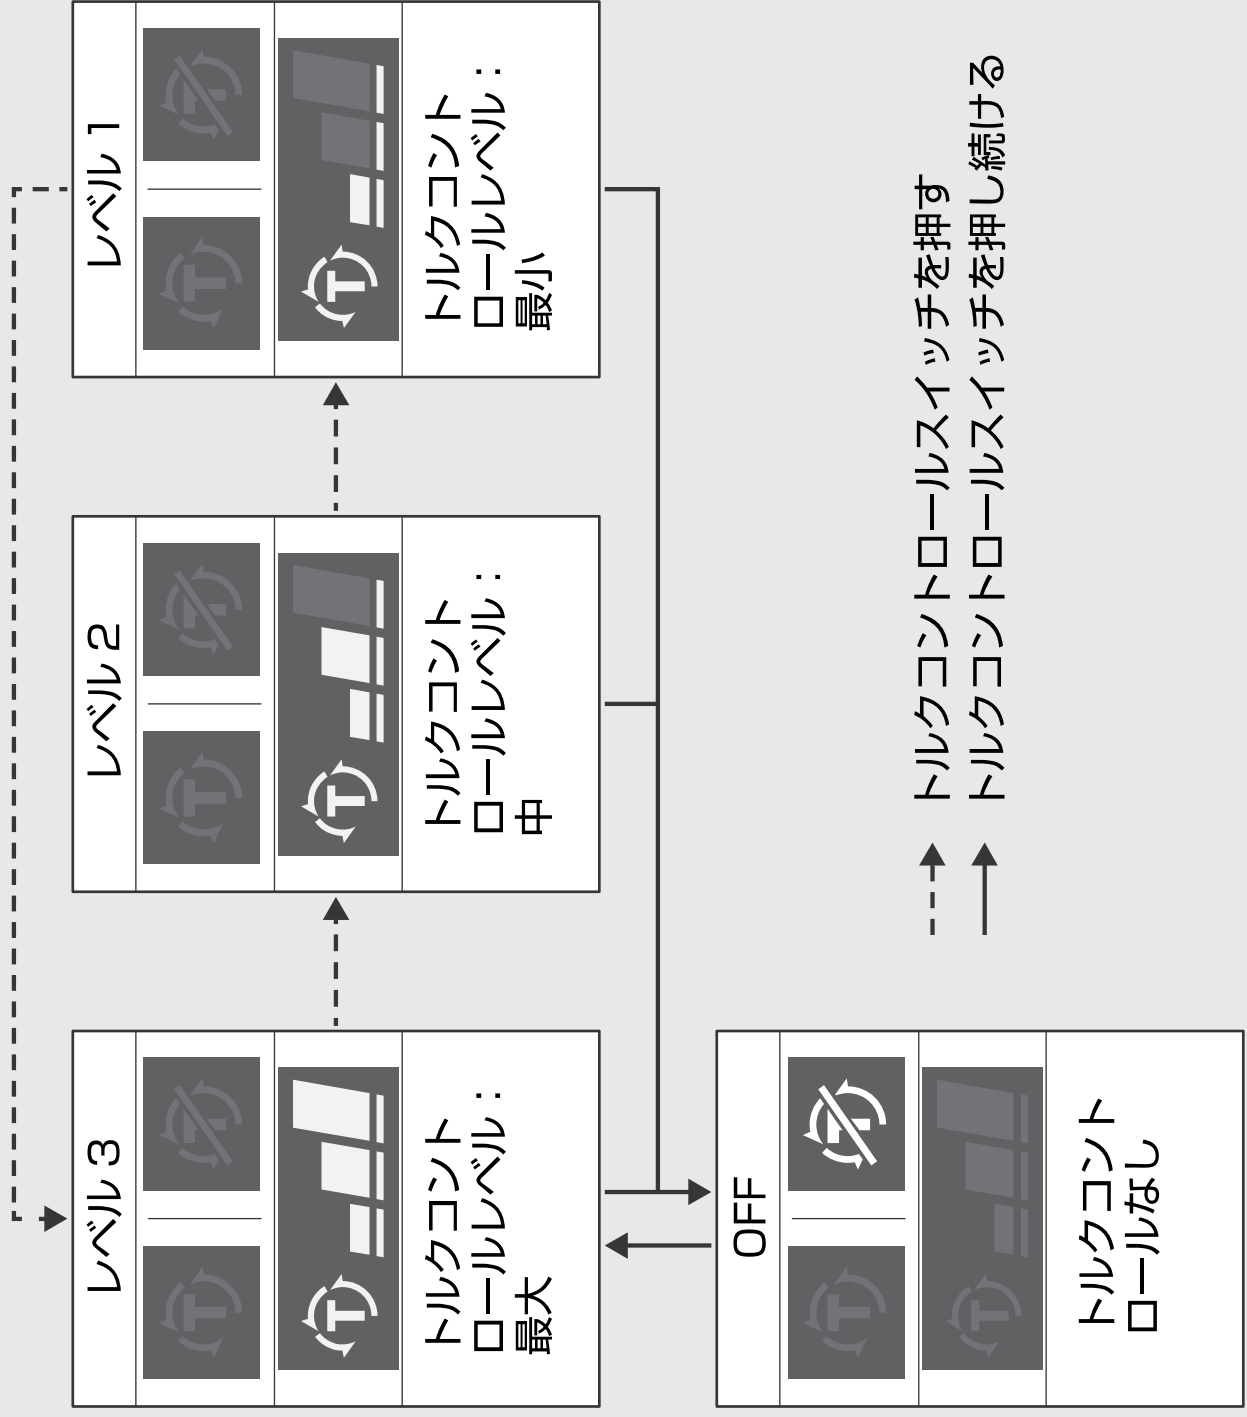 レベル 3
トルクコント
ロールレベル：
最大
レベル 2
トルクコント
ロールレベル：
中
レベル 1
トルクコント
ロールレベル：
最小
OFF
トルクコント
ロールなし
トルクコントロールスイッチを押す
トルクコントロールスイッチを押し続ける